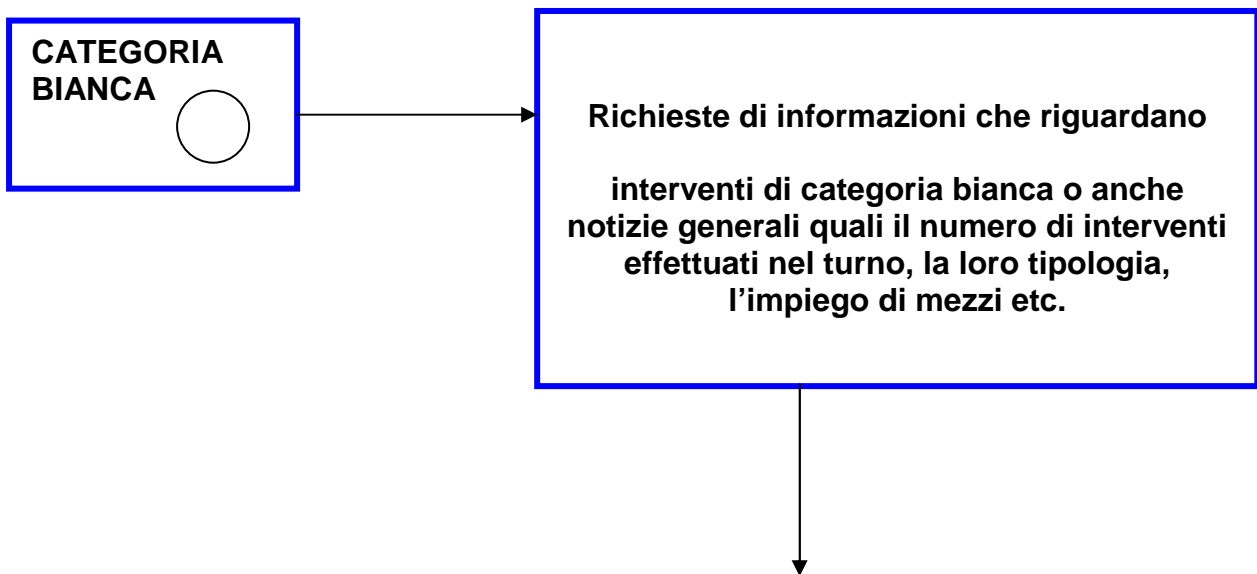 CATEGORIA
BIANCA
Richieste di informazioni che riguardano
interventi di categoria bianca o anche
notizie generali quali il numero di interventi
effettuati nel turno, la loro tipologia,
l’impiego di mezzi etc.